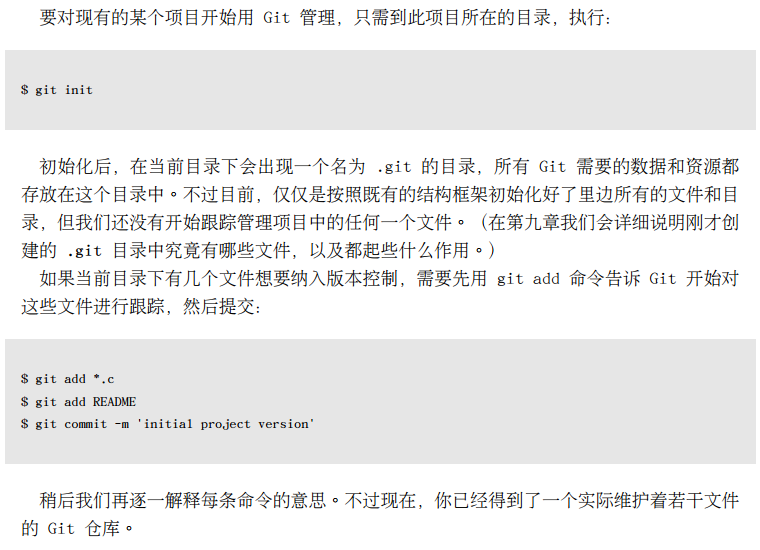 要对现有的某个项目开始用 Git 管理，只需到此项目所在的目录，执行：
$ git init
初始化后，在当前目录下会出现一个名为 .git 的目录，所有 Git 需要的数据和资源都
存放在这个目录中。不过目前，仅仅是按照既有的结构框架初始化好了里边所有的文件和目
录，但我们还没有开始跟踪管理项目中的任何一个文件。（在第九章我们会详细说明刚才创
建的 .git 目录中究竟有哪些文件，以及都起些什么作用。）
如果当前目录下有几个文件想要纳入版本控制，需要先用 git add 命令告诉 Git 开始对
这些文件进行跟踪，然后提交：
$ git add *.c
$ git add README
$ git commit -m 'initial project version'
稍后我们再逐一解释每条命令的意思。不过现在，你已经得到了一个实际维护着若干文件
的 Git 仓库。